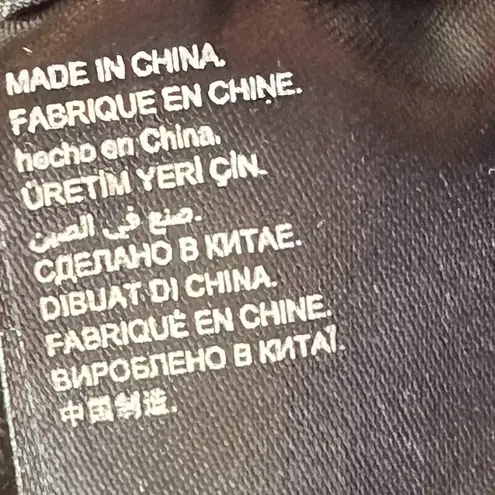 MADE IN CHINA.
FABRIQUE EN CHINE.
hecho en China.
ÜRETİM YERİ ÇİN.
صنع في الصين.
СДЕЛАНО В КИТАЕ.
DIBUAT DI CHINA.
FABRIQUÉ EN CHINE.
ВИРОБЛЕНО В КИТАЇ.
中国制造.